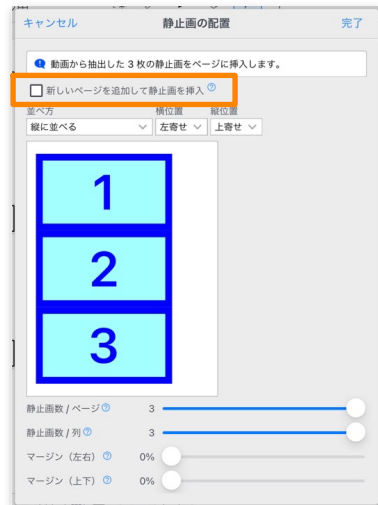 キャンセル 静止画の配置 完了
動画から抽出した 3 枚の静止画をページに挿入します。
新しいページを追加して静止画を挿入 ?
並べ方 横位置 縦位置
縦に並べる 左寄せ 上寄せ
1
2
3
静止画数 / ページ ? 3
静止画数 / 列 ? 3
マージン（左右） ? 0%
マージン（上下） ? 0%